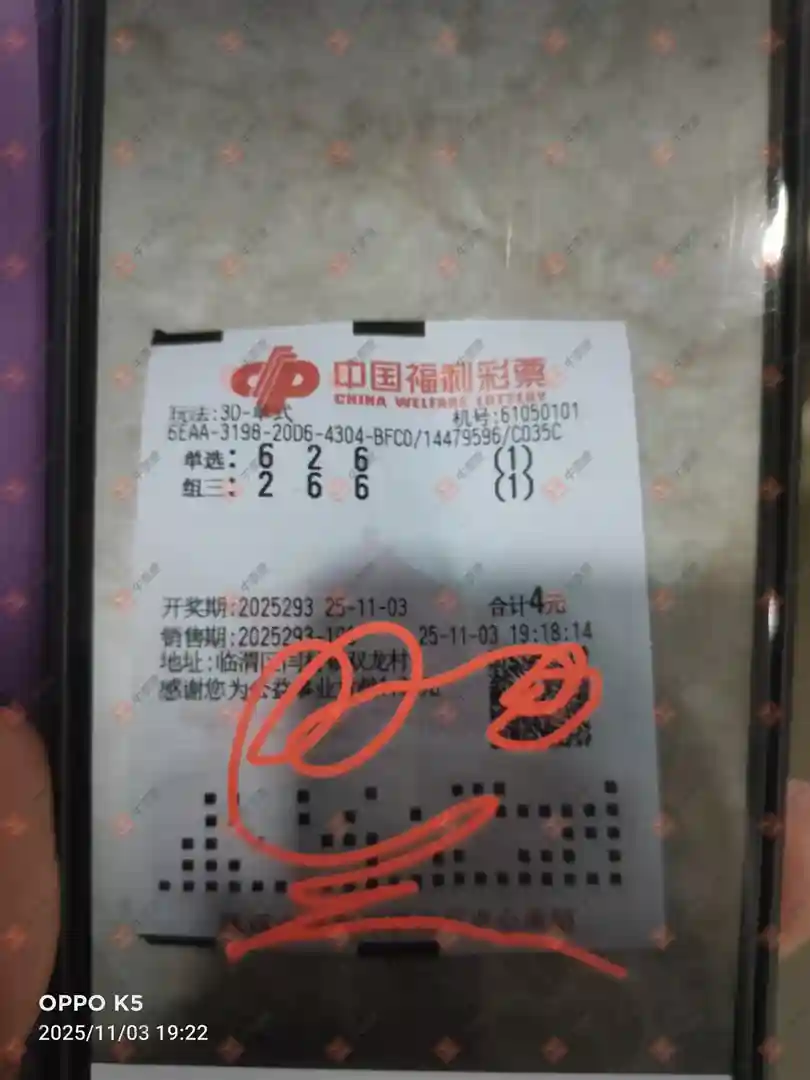 中国福利彩票
CHINA WELFARE LOTTERY
玩法:3D-单式 机号:61050101
6EAA-3198-20D6-4304-BFC0/14479596/C035C
单选: 6 2 6 (1)
组三: 2 6 6 (1)
开奖期:2025293 25-11-03 合计4元
销售期:2025293- 25-11-03 19:18:14
地址:临渭区 双龙村
感谢您为公益事业
OPPO K5
2025/11/03 19:22